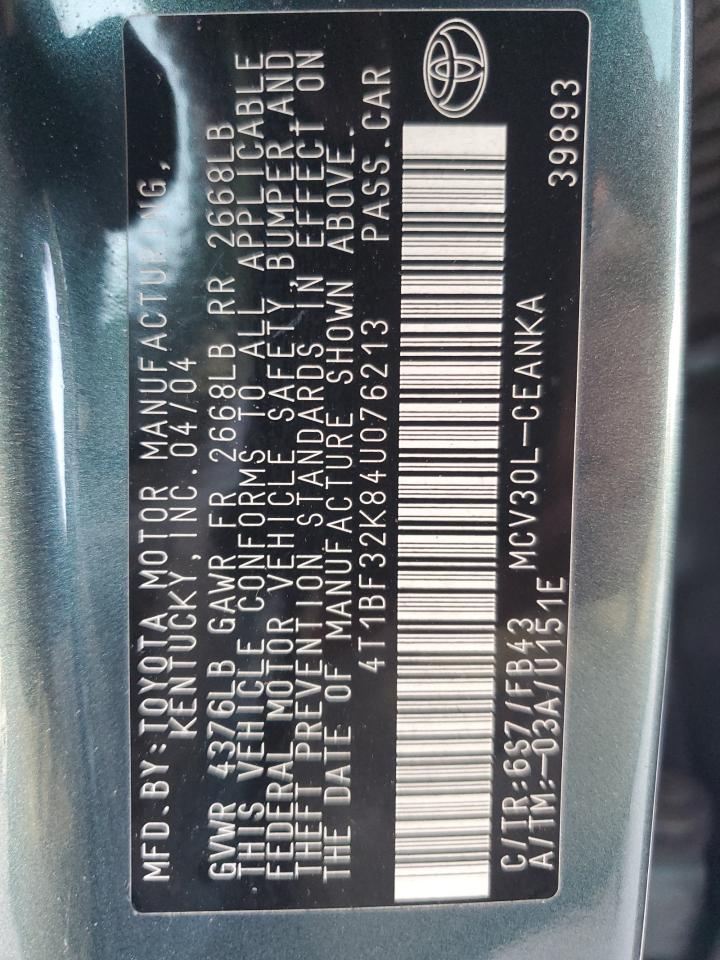 MFD.BY:TOYOTA MOTOR MANUFACTURING,
KENTUCKY,INC.04/04
GVWR 4376LB GAWR FR 2668LB RR 2668LB
THIS VEHICLE CONFORMS TO ALL APPLICABLE
FEDERAL MOTOR VEHICLE SAFETY, BUMPER,AND
THEFT PREVENTION STANDARDS IN EFFECT ON
THE DATE OF MANUFACTURE SHOWN ABOVE.
4T1BF32K84U076213 PASS.CAR
C/TR:6S7/FB43 MCV30L-CEANKA 39893
A/TM:-03A/U151E